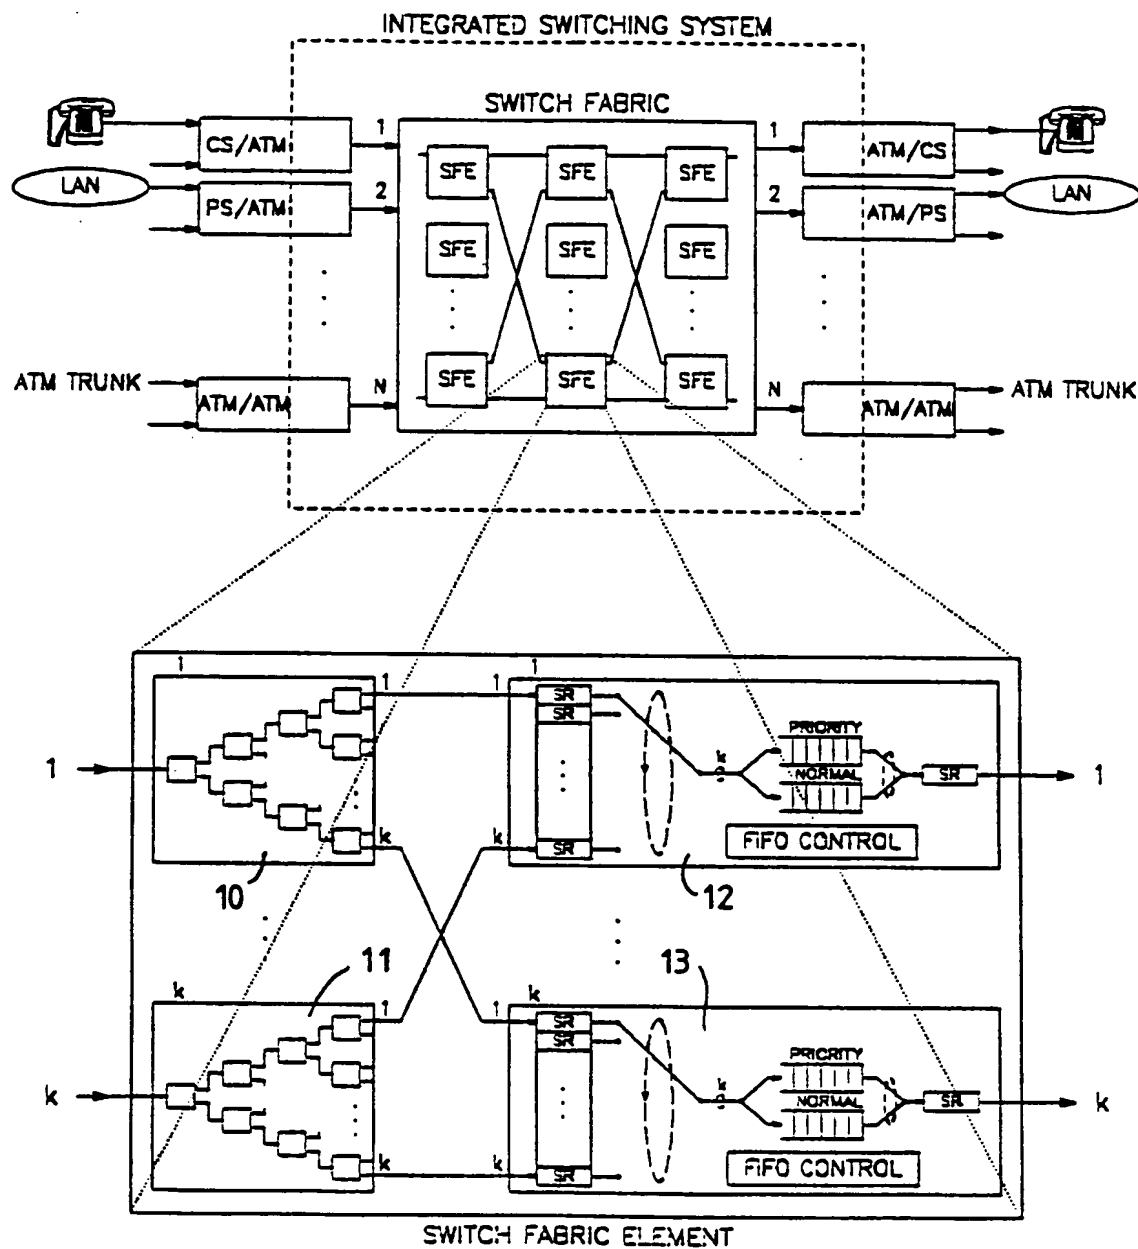 INTEGRATED SWITCHING SYSTEM
SWITCH FABRIC
CS/ATM
1
LAN
PS/ATM
2
ATM TRUNK
ATM/ATM
N
SFE
SFE
SFE
SFE
SFE
SFE
SFE
SFE
SFE
1
ATM/CS
2
ATM/PS
LAN
N
ATM/ATM
ATM TRUNK
1
1
1
1
1
SR
SR
PRIORITY
k
NORMAL
SR
1
k
k
SR
FIFO CONTROL
10
12
11
13
k
k
1
1
SR
SR
PRIORITY
k
k
NORMAL
SR
k
k
k
SR
FIFO CONTROL
SWITCH FABRIC ELEMENT